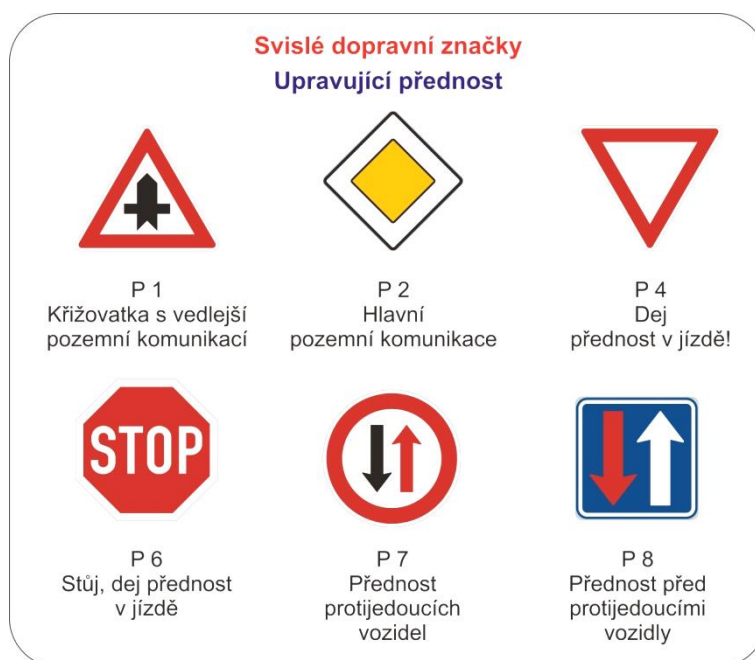 Svislé dopravní značky
Upravující přednost
P 1
Křižovatka s vedlejší
pozemní komunikací
P 2
Hlavní
pozemní komunikace
P 4
Dej
přednost v jízdě!
STOP
P 6
Stůj, dej přednost
v jízdě
P 7
Přednost
protijedoucích
vozidel
P 8
Přednost před
protijedoucími
vozidly